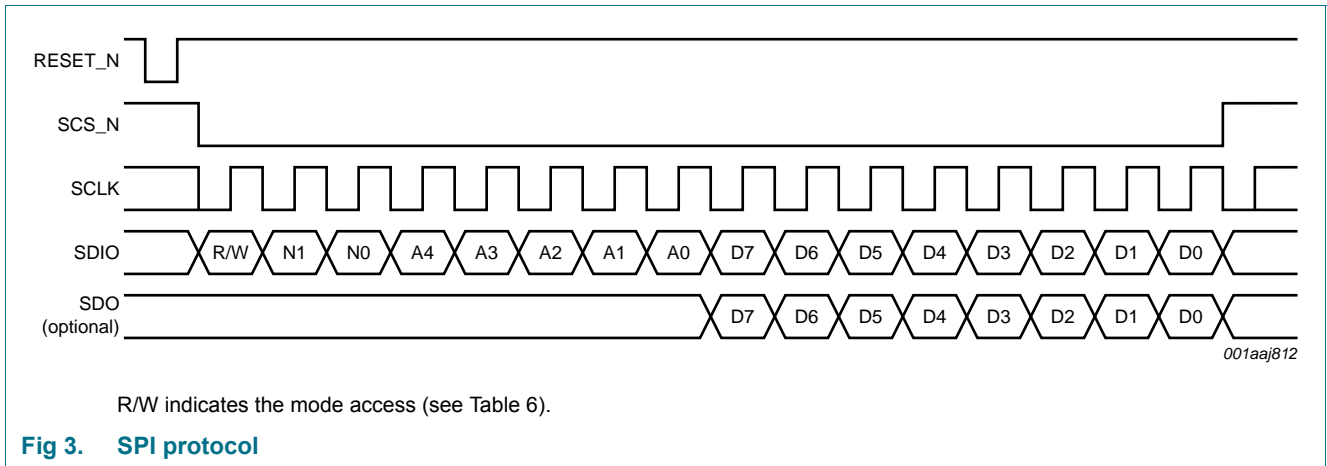 RESET_N
SCS_N
SCLK
SDIO R/W N1 N0 A4 A3 A2 A1 A0 D7 D6 D5 D4 D3 D2 D1 D0
SDO
(optional) D7 D6 D5 D4 D3 D2 D1 D0
001aaj812
R/W indicates the mode access (see Table 6).
Fig 3. SPI protocol